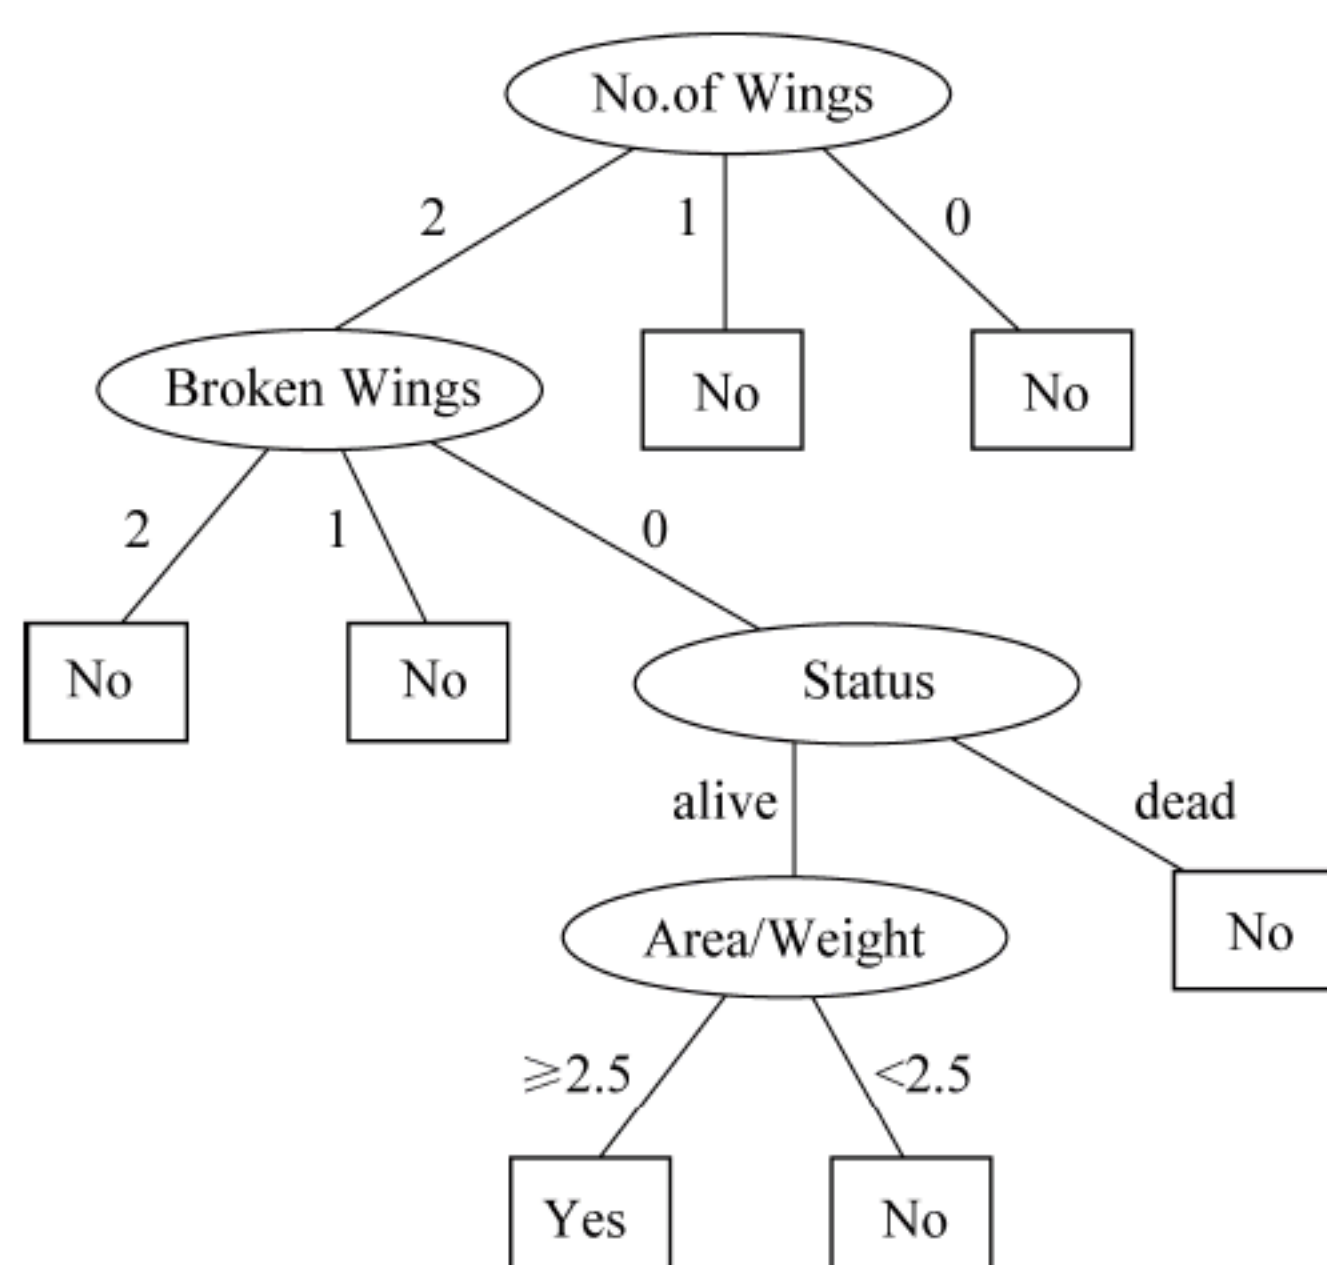 No.of Wings
2
1
0
Broken Wings
No
No
2
1
0
No
No
Status
alive
dead
Area/Weight
No
⩾2.5
<2.5
Yes
No